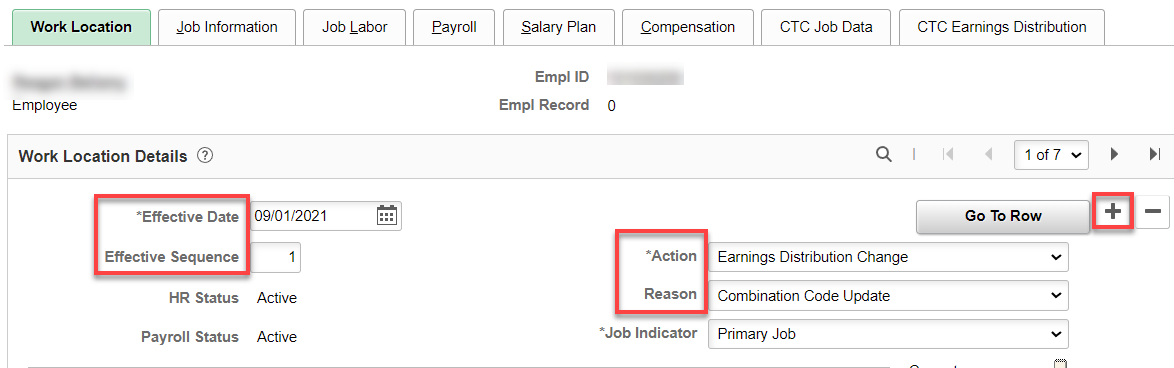 Work Location Job Information Job Labor Payroll Salary Plan Compensation CTC Job Data CTC Earnings Distribution
Empl ID
Employee Empl Record 0
Work Location Details ? 1 of 7
*Effective Date 09/01/2021 Go To Row
Effective Sequence 1 *Action Earnings Distribution Change
HR Status Active Reason Combination Code Update
Payroll Status Active *Job Indicator Primary Job